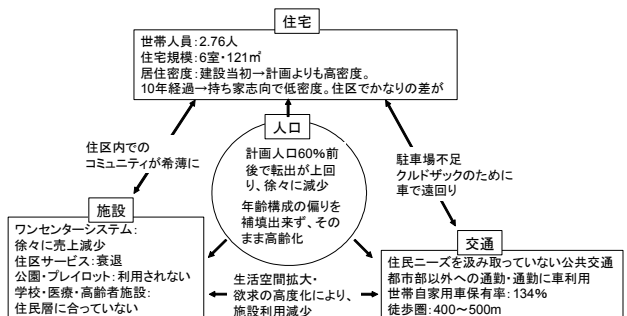 住宅
世帯人員：2.76人
住宅規模：6室・121㎡
居住密度：建設当初→計画よりも高密度。
10年経過→持ち家志向で低密度。住区でかなりの差が
住区内での
コミュニティが希薄に
人口
計画人口60%前
後で転出が上回
り、徐々に減少
年齢構成の偏りを
補填出来ず、その
まま高齢化
駐車場不足
クルドザックのために
車で遠回り
施設
ワンセンターシステム：
徐々に売上減少
住区サービス：衰退
公園・プレイロット：利用されない
学校・医療・高齢者施設：
住民層に合っていない
生活空間拡大・
欲求の高度化により、
施設利用減少
交通
住民ニーズを汲み取っていない公共交通
都市部以外への通勤・通勤に車利用
世帯自家用車保有率：134%
徒歩圏：400～500m